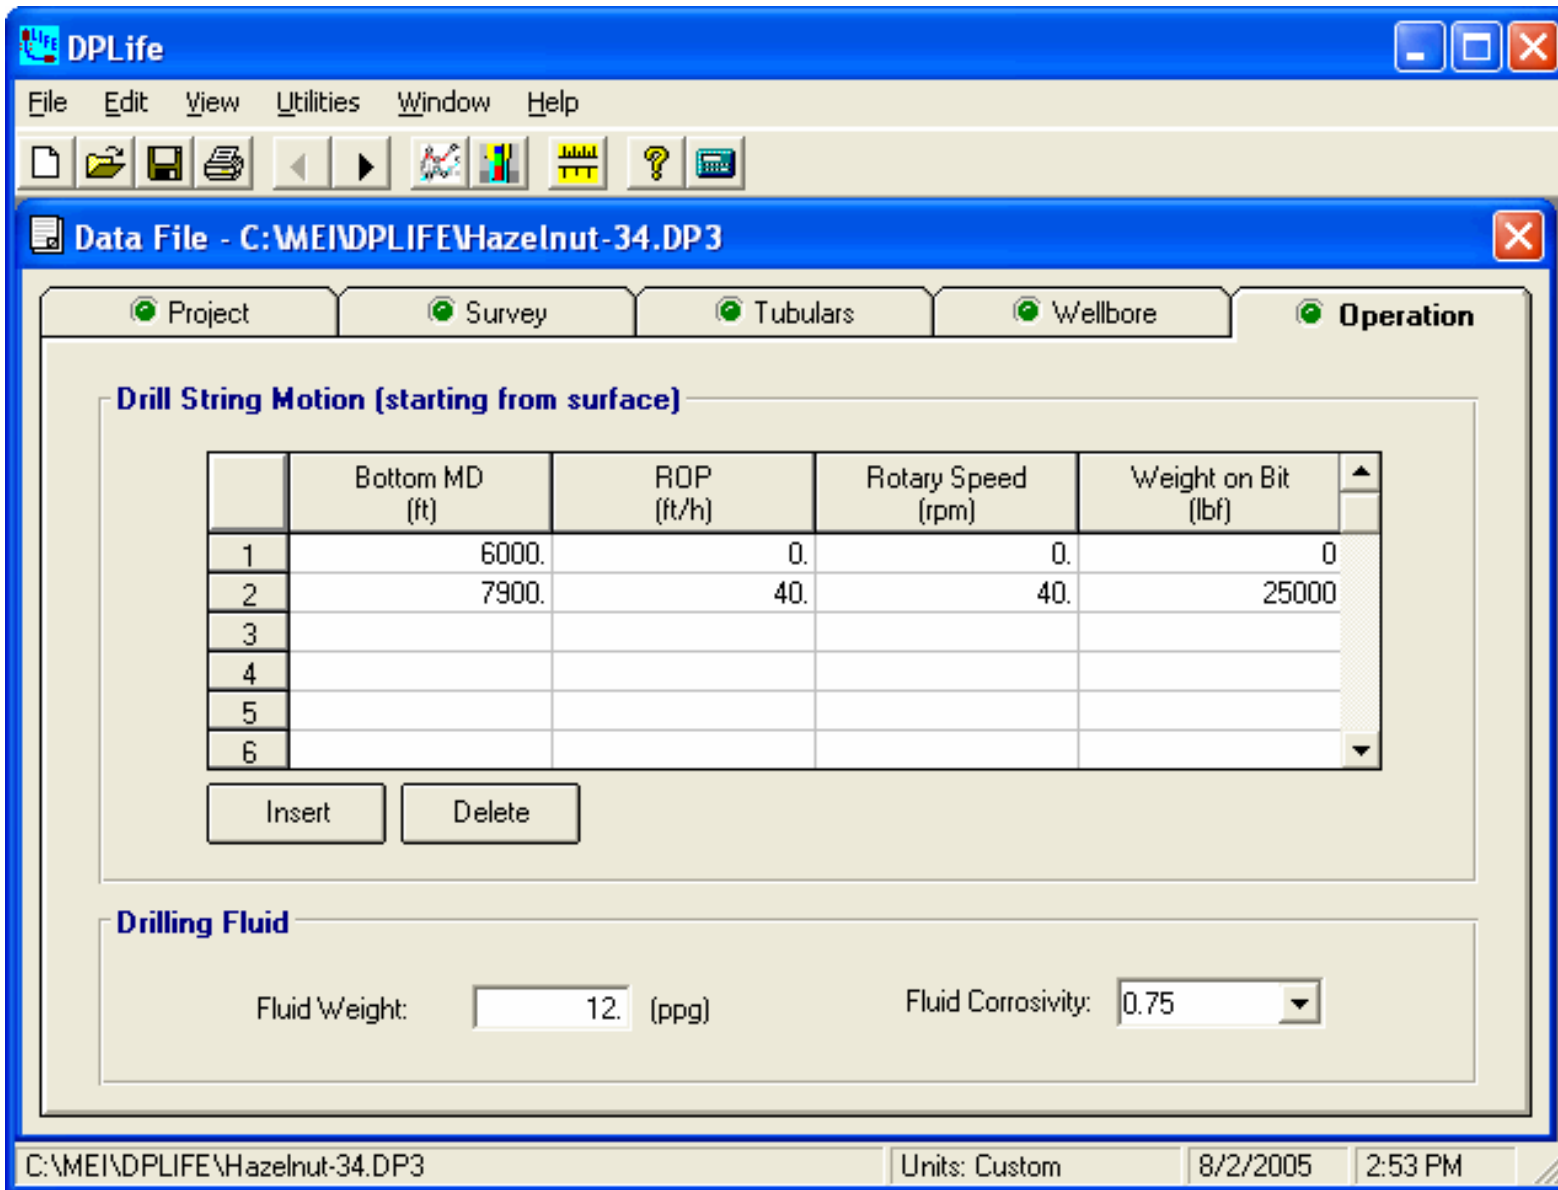 LIFE DPLife
File Edit View Utilities Window Help
Data File - C:\MEI\DPLIFE\Hazelnut-34.DP3
Project Survey Tubulars Wellbore Operation
Drill String Motion (starting from surface)
Bottom MD ROP Rotary Speed Weight on Bit
(ft) (ft/h) (rpm) (lbf)
1 6000. 0. 0. 0
2 7900. 40. 40. 25000
3
4
5
6
Insert Delete
Drilling Fluid
Fluid Weight: 12. (ppg) Fluid Corrosivity: 0.75
C:\MEI\DPLIFE\Hazelnut-34.DP3 Units: Custom 8/2/2005 2:53 PM